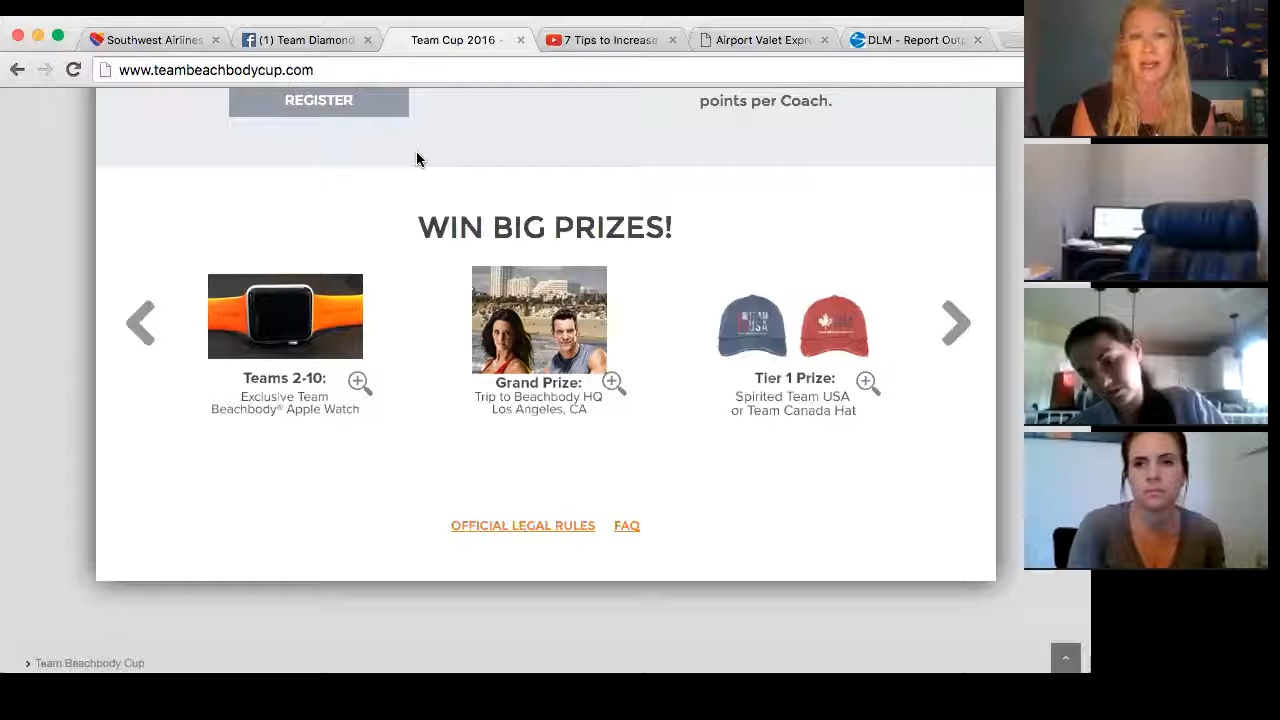 Southwest Airlines
(1) Team Diamond
Team Cup 2016 -
7 Tips to Increase
Airport Valet Expre
DLM - Report Outp
www.teambeachbodycup.com
REGISTER
points per Coach.
WIN BIG PRIZES!
Teams 2-10:
Exclusive Team
Beachbody® Apple Watch
Grand Prize:
Trip to Beachbody HQ
Los Angeles, CA
TEAM
USA
Tier 1 Prize:
Spirited Team USA
or Team Canada Hat
OFFICIAL LEGAL RULES FAQ
› Team Beachbody Cup